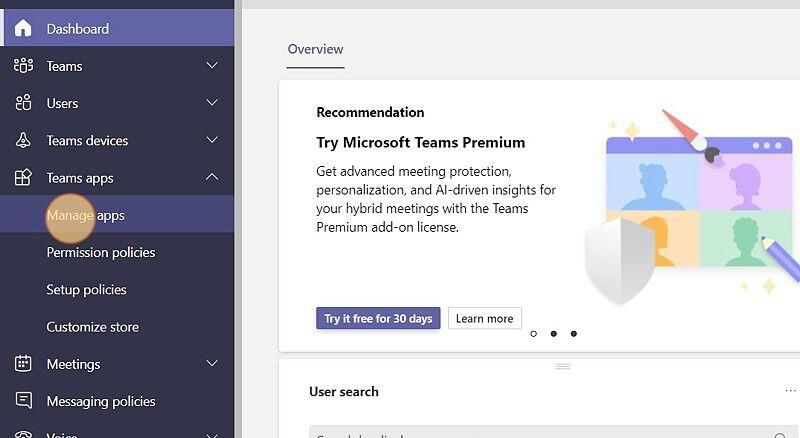 Dashboard
Teams
Users
Teams devices
Teams apps
Manage apps
Permission policies
Setup policies
Customize store
Meetings
Messaging policies
Voice
Overview
Recommendation
Try Microsoft Teams Premium
Get advanced meeting protection,
personalization, and AI-driven insights for
your hybrid meetings with the Teams
Premium add-on license.
Try it free for 30 days
Learn more
User search